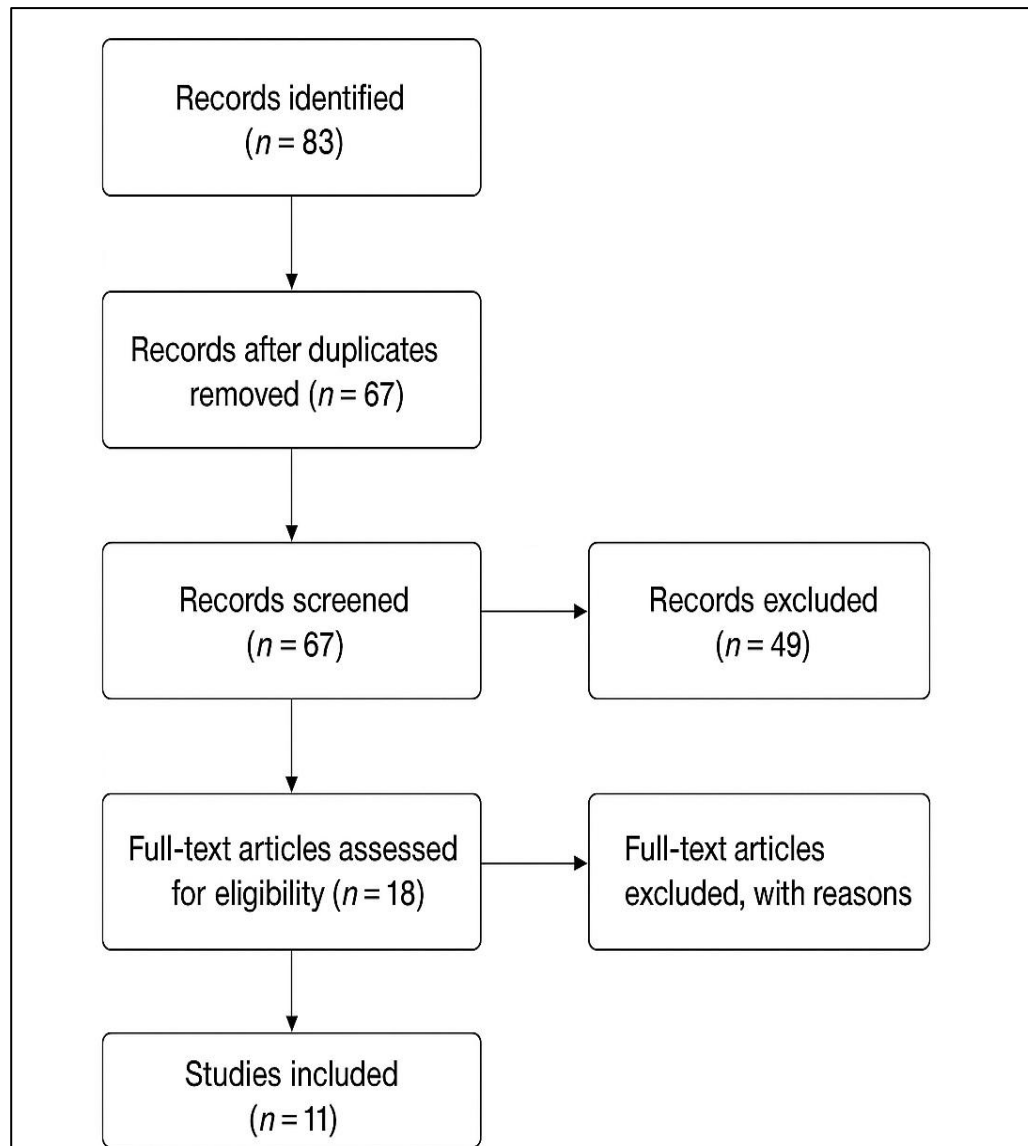 Records identified
(n = 83)
Records after duplicates
removed (n = 67)
Records screened
(n = 67)
Records excluded
(n = 49)
Full-text articles assessed
for eligibility (n = 18)
Full-text articles
excluded, with reasons
Studies included
(n = 11)